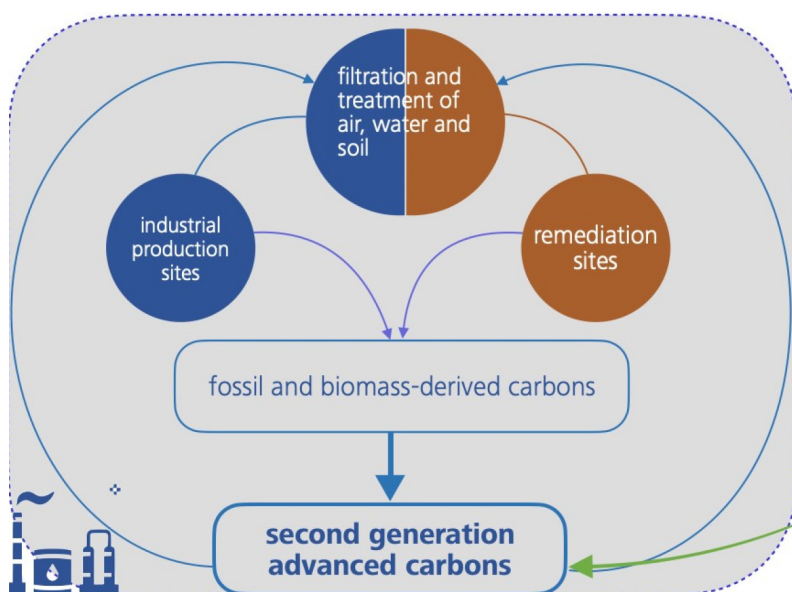 filtration and
treatment of
air, water and
soil
industrial
production
sites
remediation
sites
fossil and biomass-derived carbons
second generation
advanced carbons